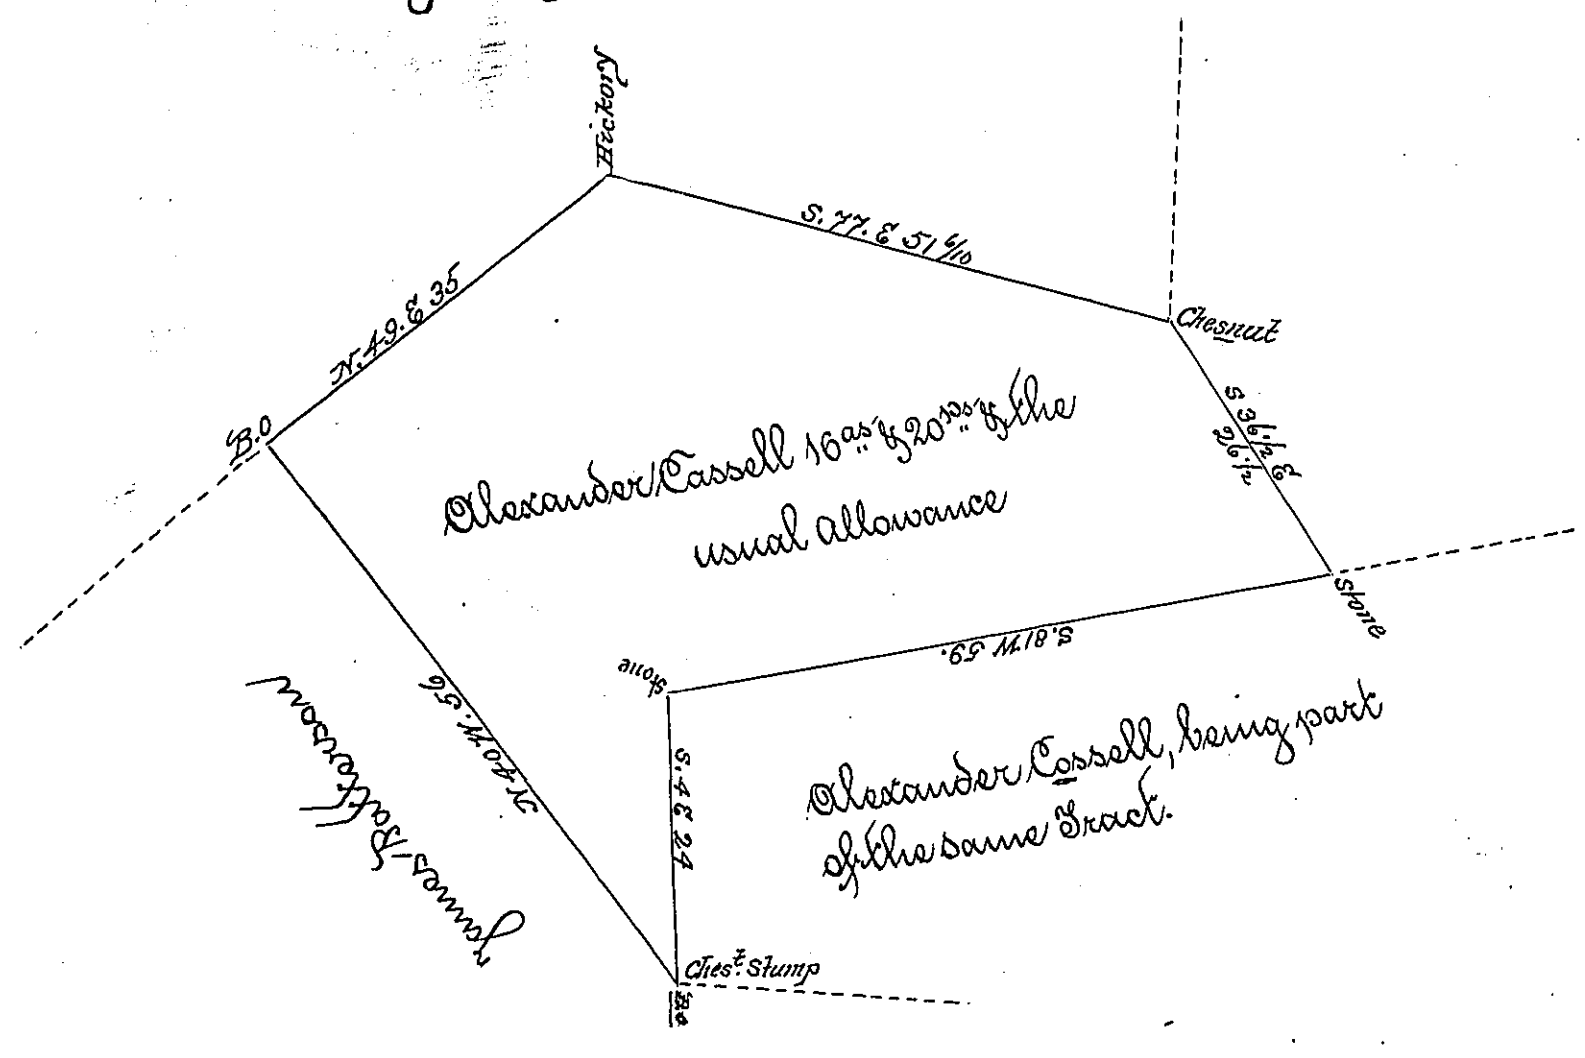 Hickory
S. 77. E 51 6/10
N. 49. E 35
Chesnut
B.O
S 36 1/2 E
26 1/2
Alexander Cassell 16 as & 20 ps & the
usual allowance
Stone
S. 81 W 59.
Stone
N 40 W. 56
James Patterson
S. 4 E 24
Alexander Cassell, being part
of the same Tract.
Chest. Stump